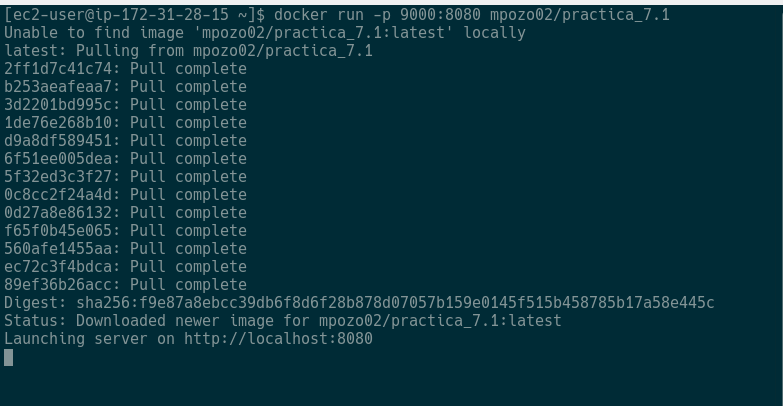 [ec2-user@ip-172-31-28-15 ~]$ docker run -p 9000:8080 mpozo02/practica_7.1
Unable to find image 'mpozo02/practica_7.1:latest' locally
latest: Pulling from mpozo02/practica_7.1
2ff1d7c41c74: Pull complete
b253aeafeaa7: Pull complete
3d2201bd995c: Pull complete
1de76e268b10: Pull complete
d9a8df589451: Pull complete
6f51ee005dea: Pull complete
5f32ed3c3f27: Pull complete
0c8cc2f24a4d: Pull complete
0d27a8e86132: Pull complete
f65f0b45e065: Pull complete
560afe1455aa: Pull complete
ec72c3f4bdca: Pull complete
89ef36b26acc: Pull complete
Digest: sha256:f9e87a8ebcc39db6f8d6f28b878d07057b159e0145f515b458785b17a58e445c
Status: Downloaded newer image for mpozo02/practica_7.1:latest
Launching server on http://localhost:8080